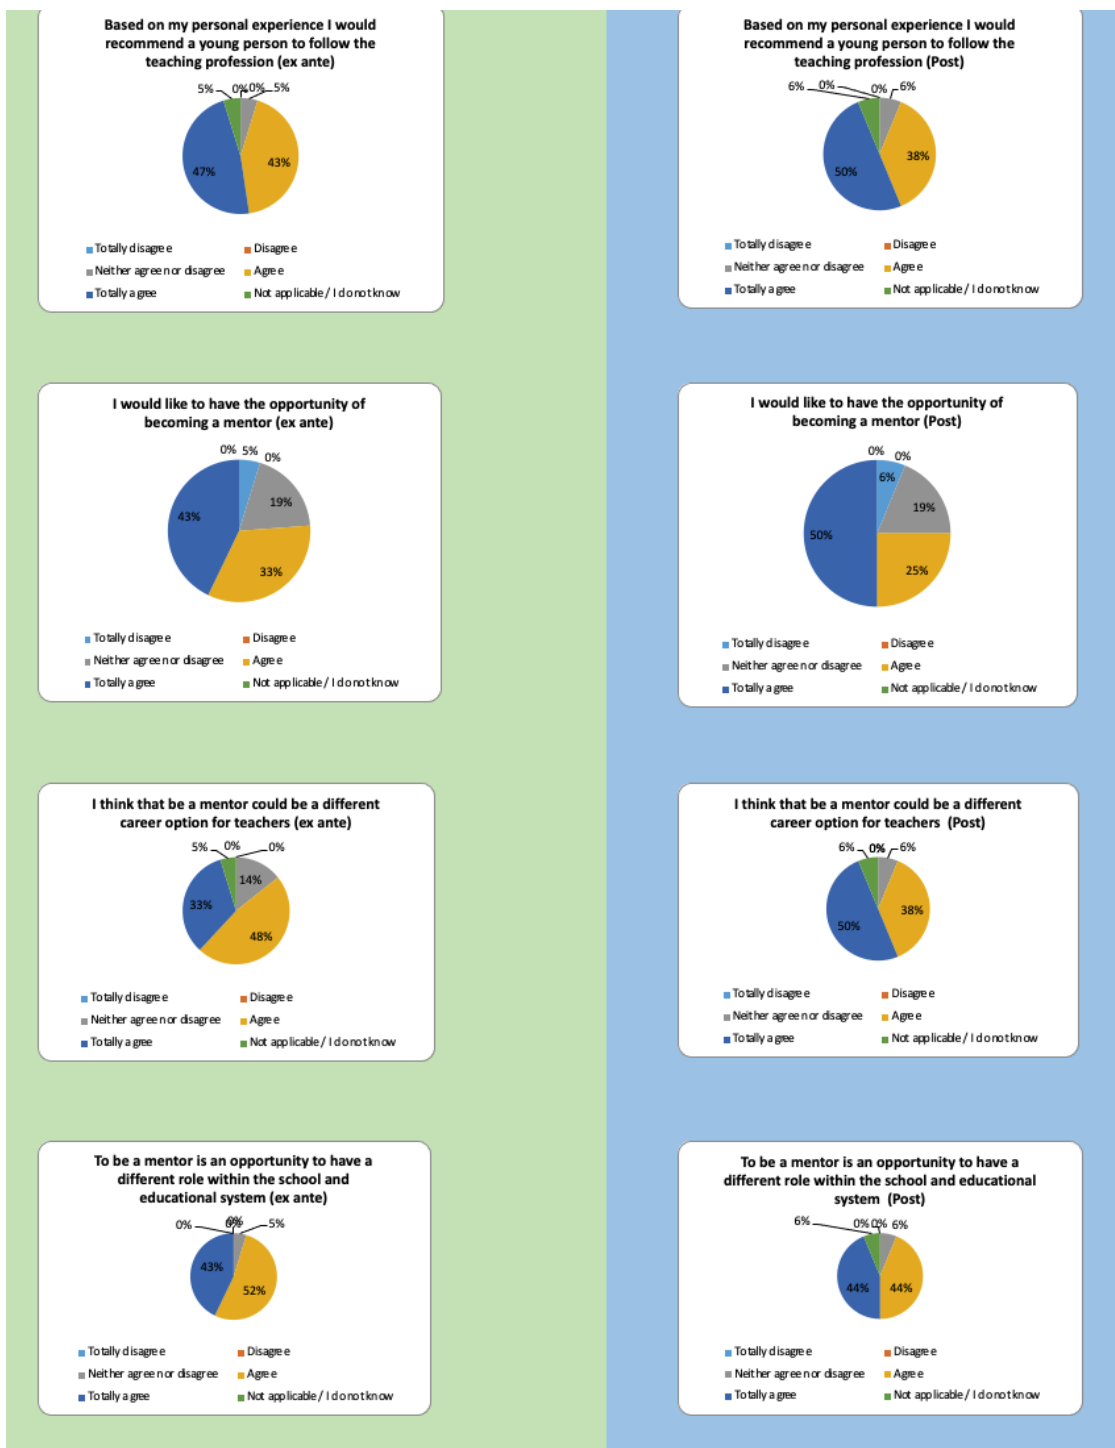 Based on my personal experience I would
recommend a young person to follow the
teaching profession (ex ante)
5% 0% 0% 5%
43%
47%
Totally disagree Disagree
Neither agree nor disagree Agree
Totally agree Not applicable / I do not know
Based on my personal experience I would
recommend a young person to follow the
teaching profession (Post)
6% 0% 0% 6%
38%
50%
Totally disagree Disagree
Neither agree nor disagree Agree
Totally agree Not applicable / I do not know
I would like to have the opportunity of
becoming a mentor (ex ante)
0% 5% 0%
19%
43%
33%
Totally disagree Disagree
Neither agree nor disagree Agree
Totally agree Not applicable / I do not know
I would like to have the opportunity of
becoming a mentor (Post)
0% 0%
6%
19%
50%
25%
Totally disagree Disagree
Neither agree nor disagree Agree
Totally agree Not applicable / I do not know
I think that be a mentor could be a different
career option for teachers (ex ante)
5% 0% 0%
14%
33%
48%
Totally disagree Disagree
Neither agree nor disagree Agree
Totally agree Not applicable / I do not know
I think that be a mentor could be a different
career option for teachers (Post)
6% 0% 6%
38%
50%
Totally disagree Disagree
Neither agree nor disagree Agree
Totally agree Not applicable / I do not know
To be a mentor is an opportunity to have a
different role within the school and
educational system (ex ante)
0% 0% 5%
43%
52%
Totally disagree Disagree
Neither agree nor disagree Agree
Totally agree Not applicable / I do not know
To be a mentor is an opportunity to have a
different role within the school and educational
system (Post)
6% 0% 0% 6%
44% 44%
Totally disagree Disagree
Neither agree nor disagree Agree
Totally agree Not applicable / I do not know